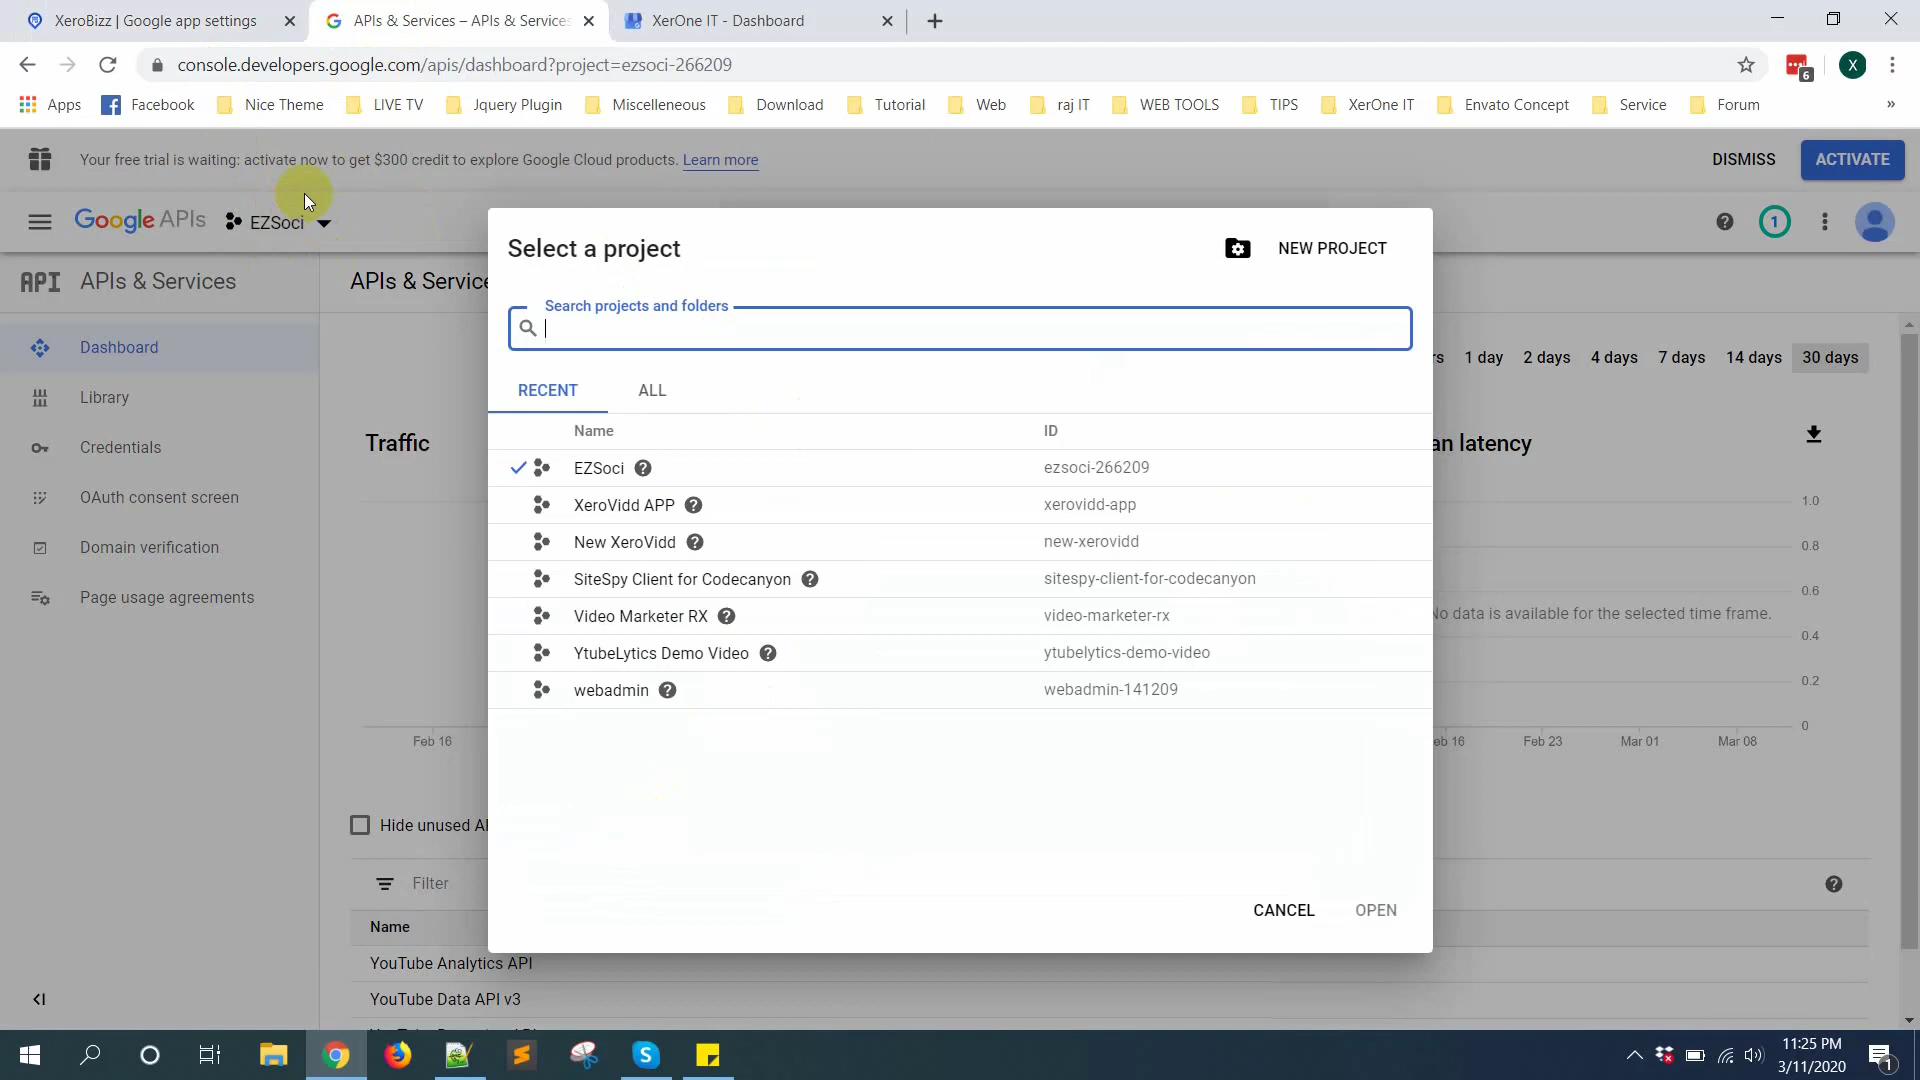 XeroBizz | Google app settings
APIs & Services – APIs & Services
XerOne IT - Dashboard
console.developers.google.com/apis/dashboard?project=ezsoci-266209
6
X
Apps
Facebook
Nice Theme
LIVE TV
Jquery Plugin
Miscelleneous
Download
Tutorial
Web
raj IT
WEB TOOLS
TIPS
XerOne IT
Envato Concept
Service
Forum
»
Your free trial is waiting: activate now to get $300 credit to explore Google Cloud products. Learn more
DISMISS
ACTIVATE
Google APIs
EZSoci
1
API APIs & Services
APIs & Service
Select a project
NEW PROJECT
Search projects and folders
RECENT
ALL
Name ID
EZSoci ezsoci-266209
XeroVidd APP xerovidd-app
New XeroVidd new-xerovidd
SiteSpy Client for Codecanyon sitespy-client-for-codecanyon
Video Marketer RX video-marketer-rx
YtubeLytics Demo Video ytubelytics-demo-video
webadmin webadmin-141209
CANCEL
OPEN
Dashboard
Library
Credentials
OAuth consent screen
Domain verification
Page usage agreements
rs 1 day 2 days 4 days 7 days 14 days 30 days
Traffic
an latency
1.0
0.8
0.6
No data is available for the selected time frame.
0.4
0.2
0
Feb 16
eb 16 Feb 23 Mar 01 Mar 08
Hide unused AP
Filter
Name
YouTube Analytics API
YouTube Data API v3
11:25 PM
3/11/2020
1